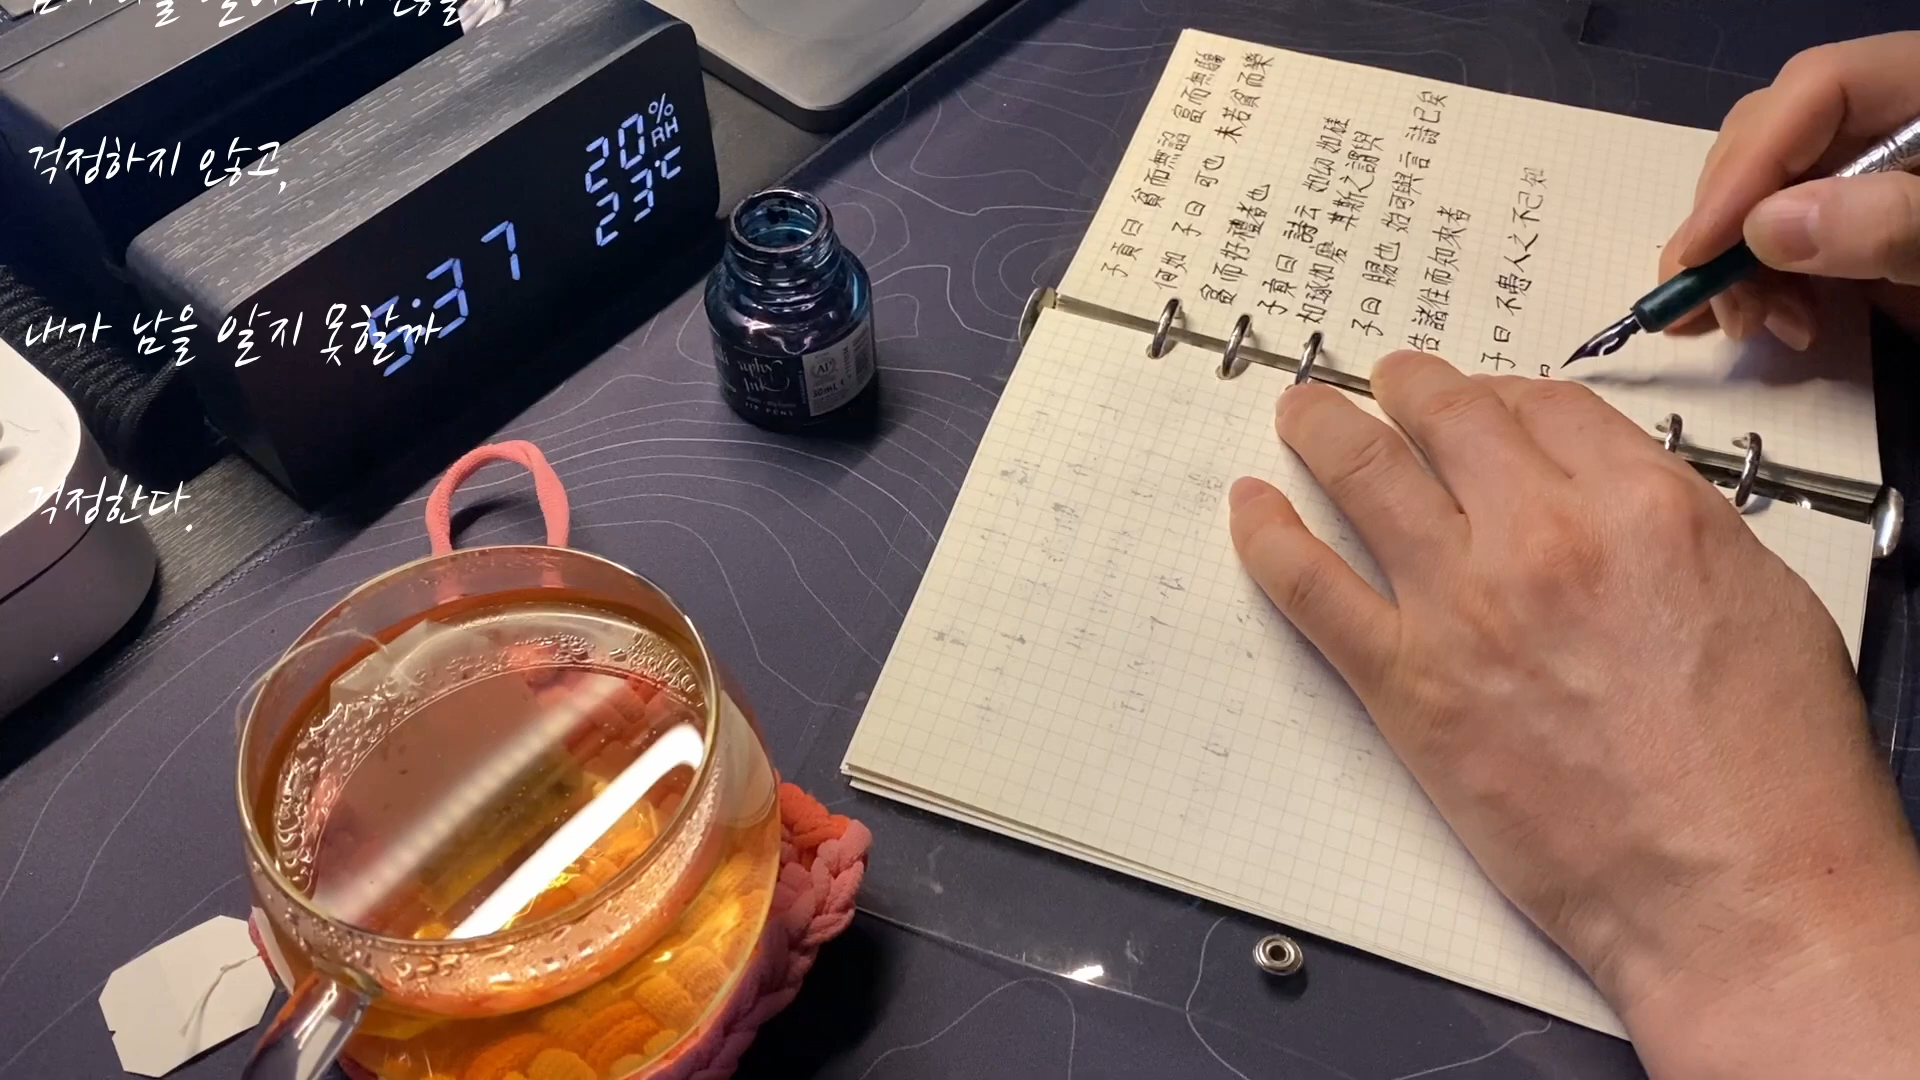 걱정하지 않고,
내가 남을 알지 못할까
걱정한다.
20%
RH
23°C
5:37
Ink
子貢曰 貧而無諂 富而無驕
何如 子曰 可也 未若貧而樂
富而好禮者也
子貢曰 詩云 如切如磋
如琢如磨 其斯之謂與
子曰 賜也 始可與言 詩已矣
告諸往而知來者
子曰 不患人之不己知